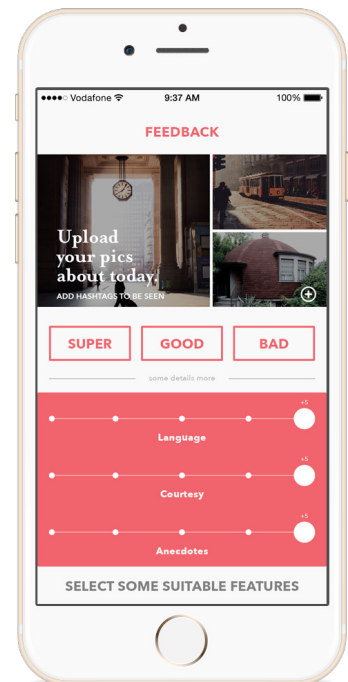 Vodafone 9:37 AM 100%
FEEDBACK
Upload
your pics
about today.
ADD HASHTAGS TO BE SEEN
SUPER GOOD BAD
some details more
+5
Language
+5
Courtesy
+5
Anecdotes
SELECT SOME SUITABLE FEATURES